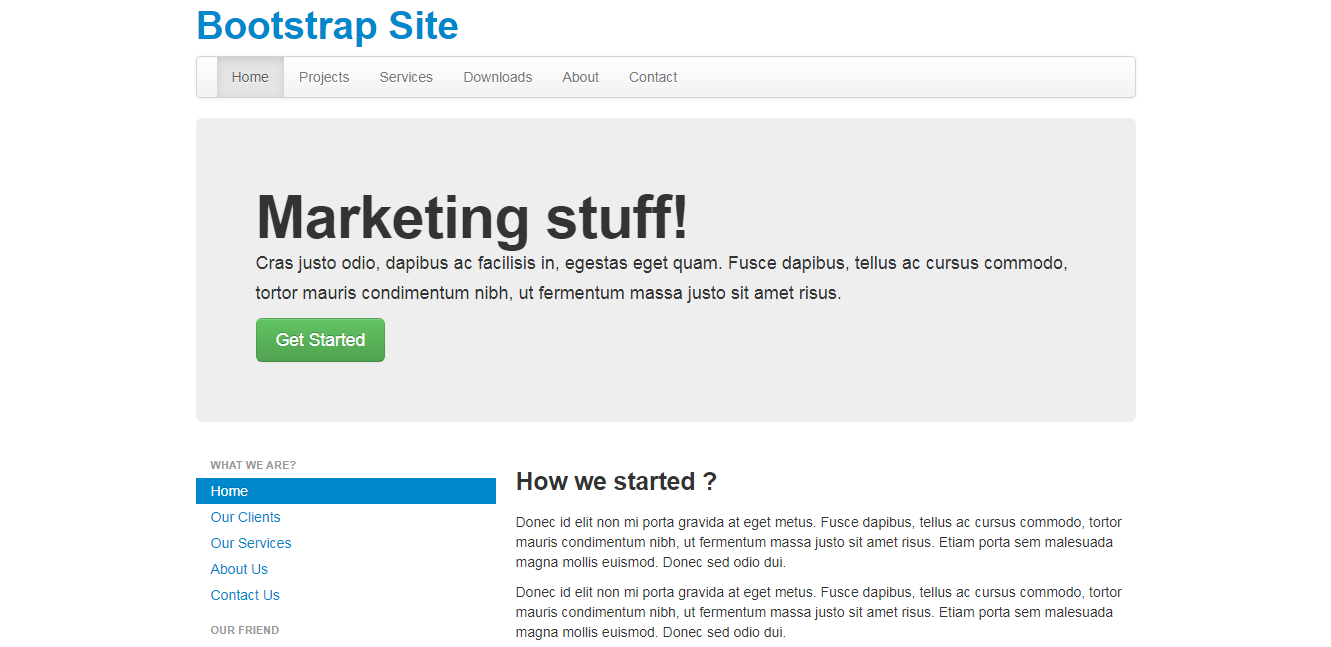 Bootstrap Site
Home Projects Services Downloads About Contact
Marketing stuff!
Cras justo odio, dapibus ac facilisis in, egestas eget quam. Fusce dapibus, tellus ac cursus commodo,
tortor mauris condimentum nibh, ut fermentum massa justo sit amet risus.
Get Started
WHAT WE ARE?
Home
Our Clients
Our Services
About Us
Contact Us
OUR FRIEND
How we started ?
Donec id elit non mi porta gravida at eget metus. Fusce dapibus, tellus ac cursus commodo, tortor
mauris condimentum nibh, ut fermentum massa justo sit amet risus. Etiam porta sem malesuada
magna mollis euismod. Donec sed odio dui.
Donec id elit non mi porta gravida at eget metus. Fusce dapibus, tellus ac cursus commodo, tortor
mauris condimentum nibh, ut fermentum massa justo sit amet risus. Etiam porta sem malesuada
magna mollis euismod. Donec sed odio dui.